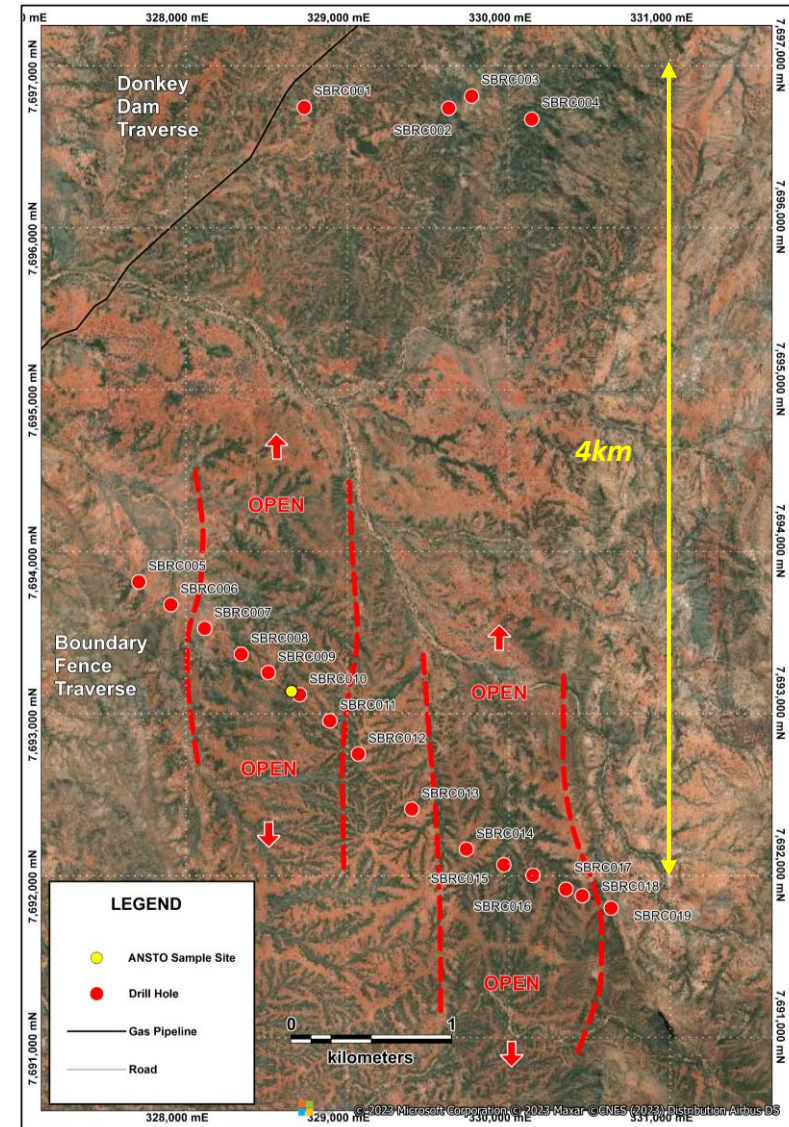 0 mE
328,000 mE
329,000 mE
330,000 mE
331,000 mE
7,697,000 mN
7,697,000 mN
Donkey
Dam
Traverse
SBRC001
SBRC002
SBRC003
SBRC004
7,696,000 mN
7,696,000 mN
7,695,000 mN
7,695,000 mN
4km
OPEN
7,694,000 mN
7,694,000 mN
SBRC005
SBRC006
SBRC007
SBRC008
SBRC009
SBRC010
SBRC011
SBRC012
Boundary
Fence
Traverse
OPEN
7,693,000 mN
7,693,000 mN
OPEN
SBRC013
SBRC014
SBRC015
SBRC016
SBRC017
SBRC018
SBRC019
7,692,000 mN
7,692,000 mN
OPEN
LEGEND
ANSTO Sample Site
Drill Hole
Gas Pipeline
Road
0 1
kilometers
7,691,000 mN
7,691,000 mN
© 2023 Microsoft Corporation © 2023 Maxar ©CNES (2023) Distribution Airbus DS
328,000 mE
329,000 mE
330,000 mE
331,000 mE